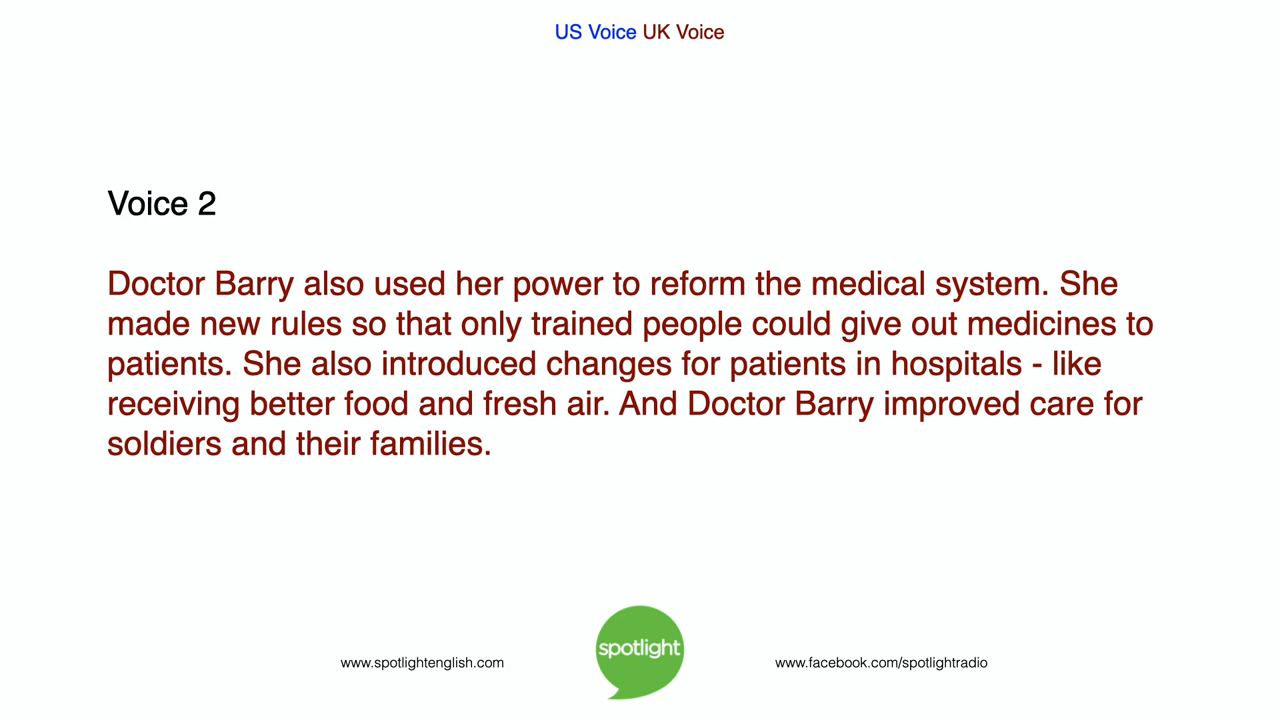 US Voice UK Voice
Voice 2
Doctor Barry also used her power to reform the medical system. She
made new rules so that only trained people could give out medicines to
patients. She also introduced changes for patients in hospitals - like
receiving better food and fresh air. And Doctor Barry improved care for
soldiers and their families.
spotlight
www.spotlightenglish.com
www.facebook.com/spotlightradio